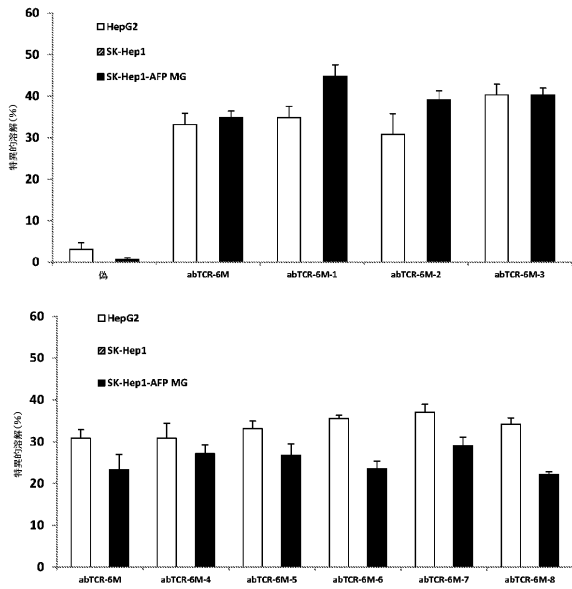 60
50
40
30
20
10
0
特異的溶解(%)
HepG2
SK-Hep1
SK-Hep1-AFP MG
偽
abTCR-6M
abTCR-6M-1
abTCR-6M-2
abTCR-6M-3
60
50
40
30
20
10
0
特異的溶解(%)
HepG2
SK-Hep1
SK-Hep1-AFP MG
abTCR-6M
abTCR-6M-4
abTCR-6M-5
abTCR-6M-6
abTCR-6M-7
abTCR-6M-8